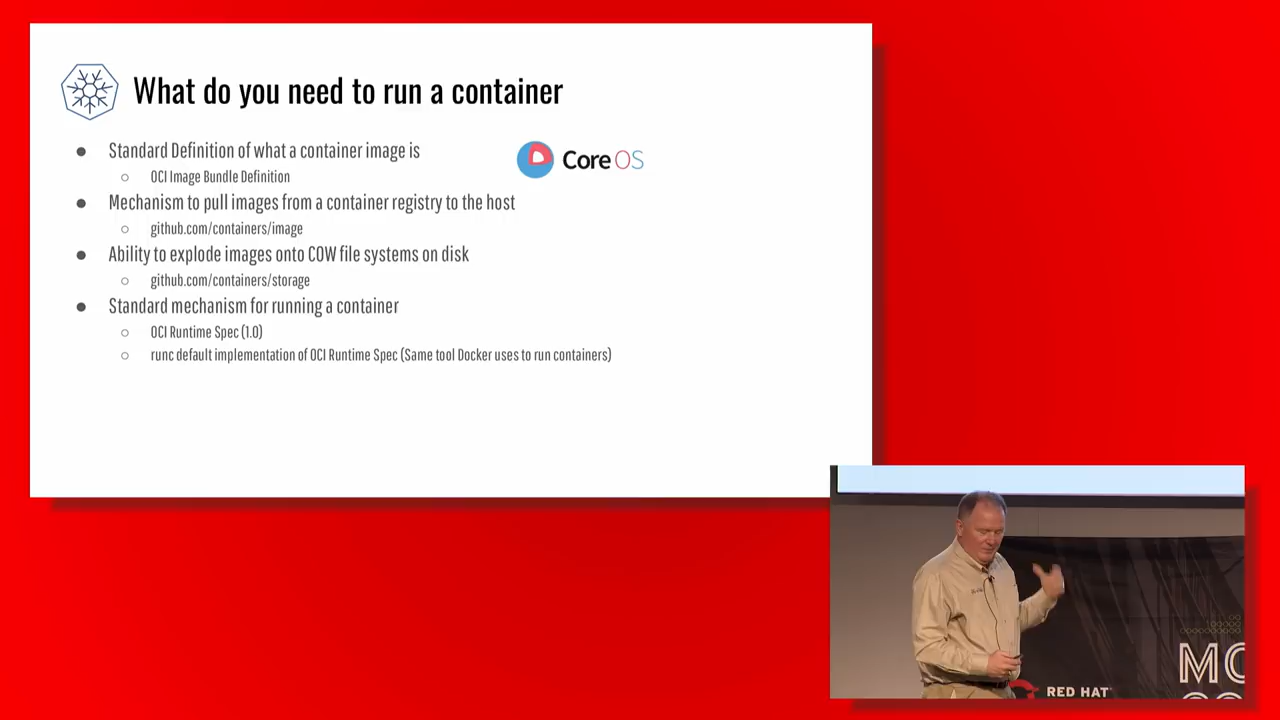 What do you need to run a container
Standard Definition of what a container image is
OCI Image Bundle Definition
Core OS
Mechanism to pull images from a container registry to the host
github.com/containers/image
Ability to explode images onto COW file systems on disk
github.com/containers/storage
Standard mechanism for running a container
OCI Runtime Spec (1.0)
runc default implementation of OCI Runtime Spec (Same tool Docker uses to run containers)
RED HAT